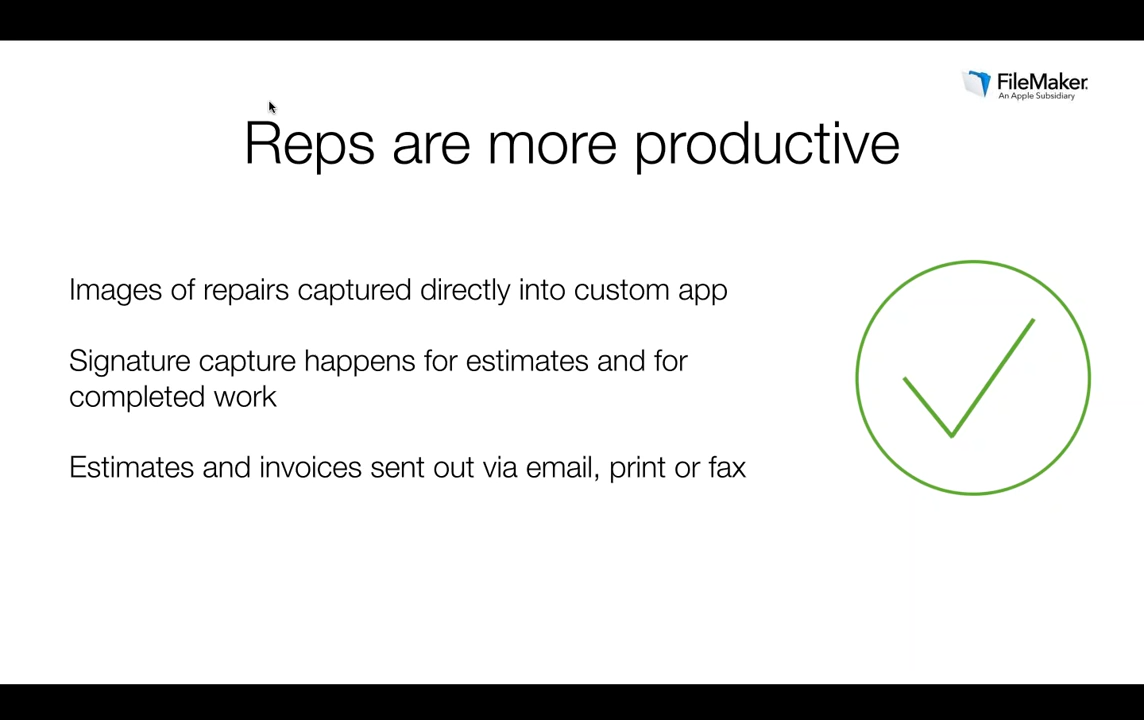 FileMaker.
An Apple Subsidiary
Reps are more productive
Images of repairs captured directly into custom app
Signature capture happens for estimates and for
completed work
Estimates and invoices sent out via email, print or fax